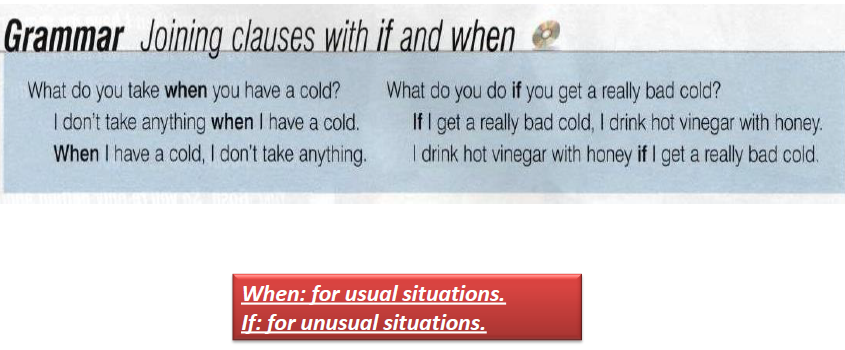 Grammar Joining clauses with if and when
What do you take when you have a cold?
I don't take anything when I have a cold.
When I have a cold, I don't take anything.
What do you do if you get a really bad cold?
If I get a really bad cold, I drink hot vinegar with honey.
I drink hot vinegar with honey if I get a really bad cold.
When: for usual situations.
If: for unusual situations.